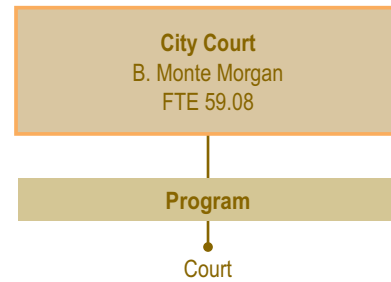 City Court
B. Monte Morgan
FTE 59.08
Program
Court